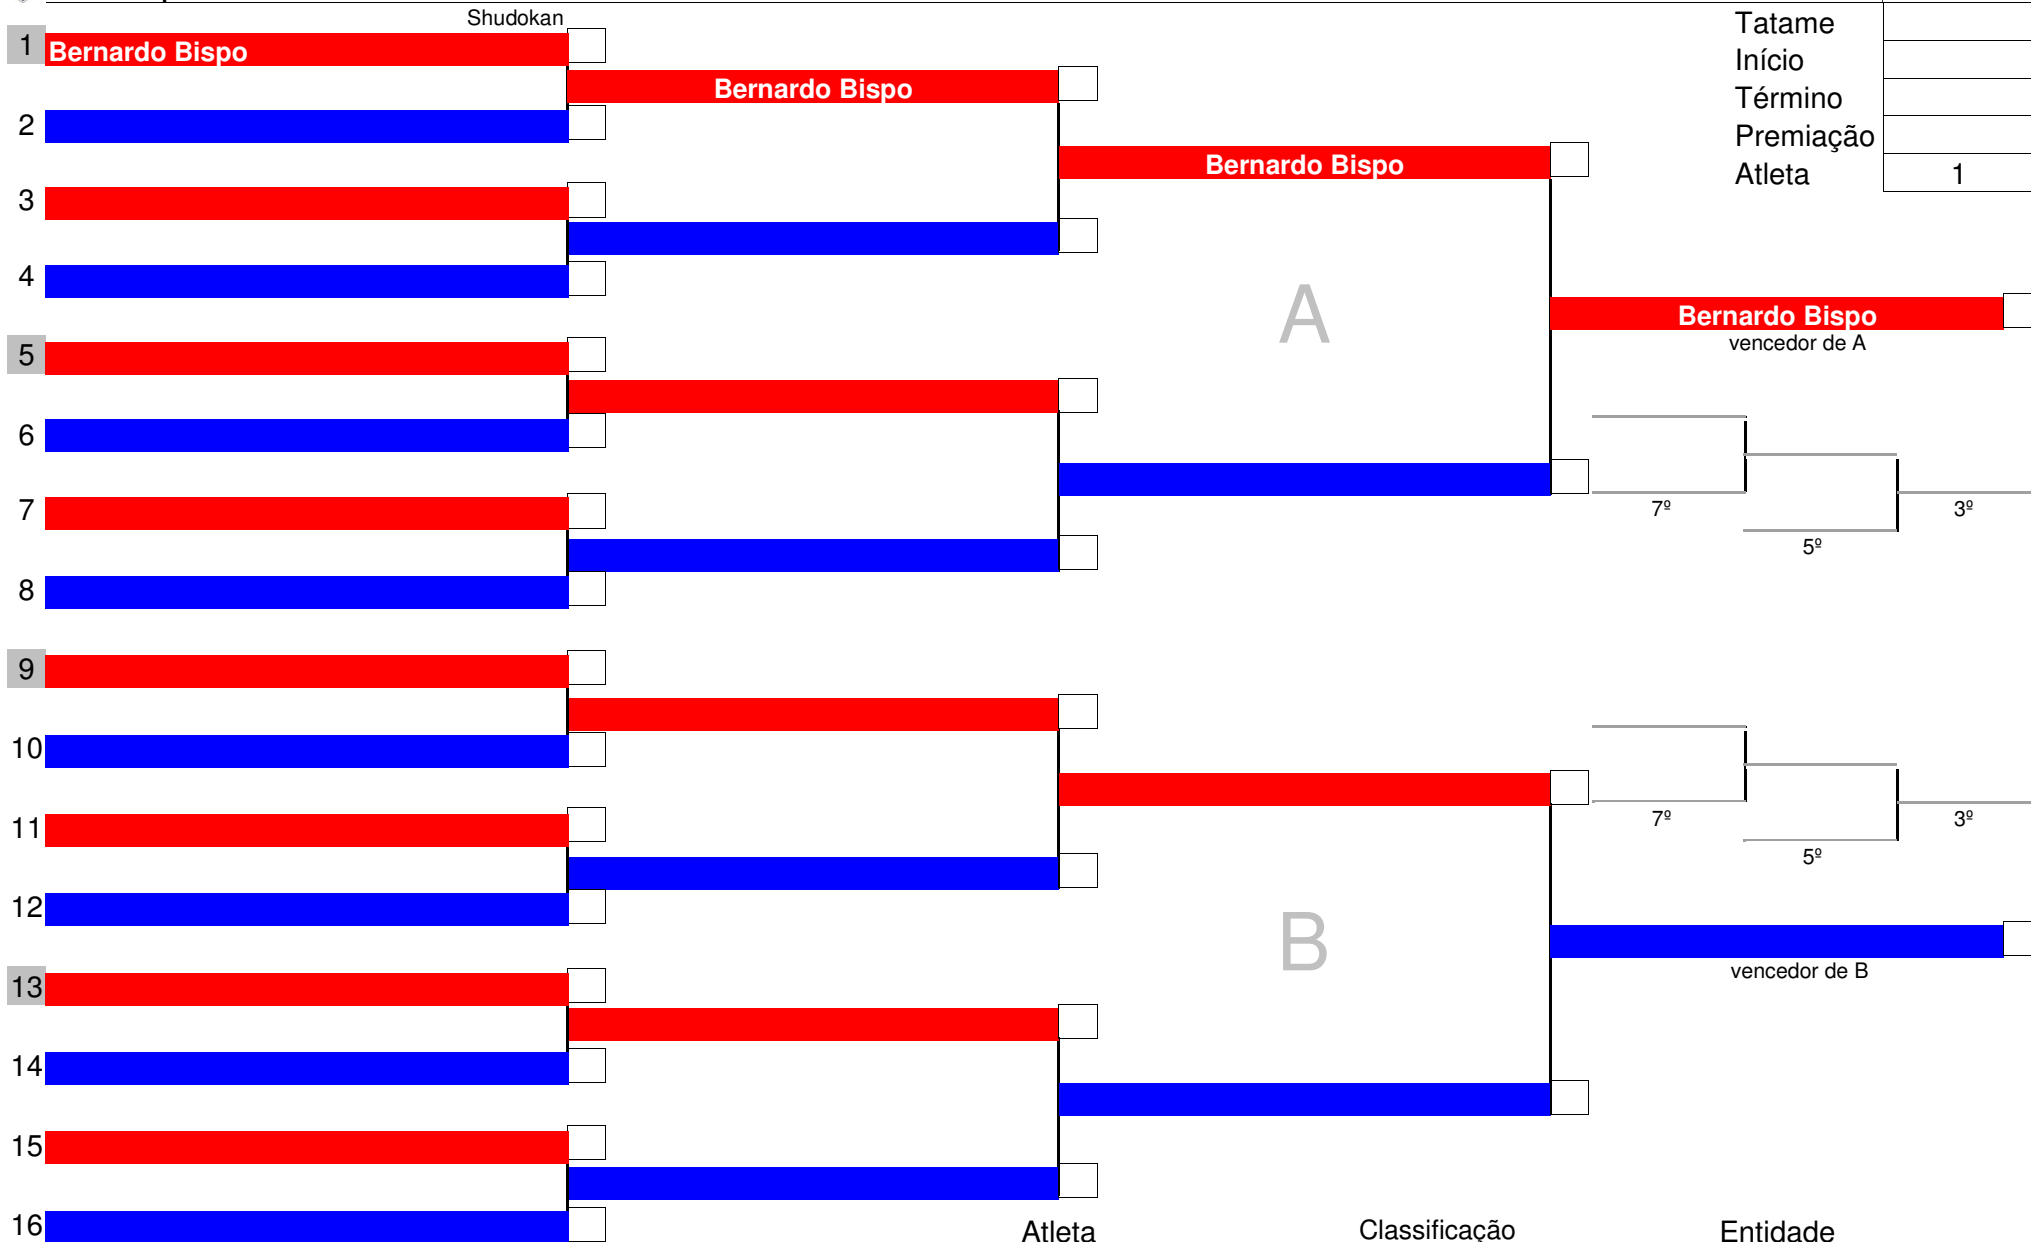 Shudokan
Tatame
1 Bernardo Bispo
Início
Bernardo Bispo
Término
2
Premiação
Bernardo Bispo
Atleta 1
3
4
A
Bernardo Bispo
vencedor de A
5
6
7
7º 3º
5º
8
9
10
11
7º 3º
5º
12
B
vencedor de B
13
14
15
16
Atleta Classificação Entidade